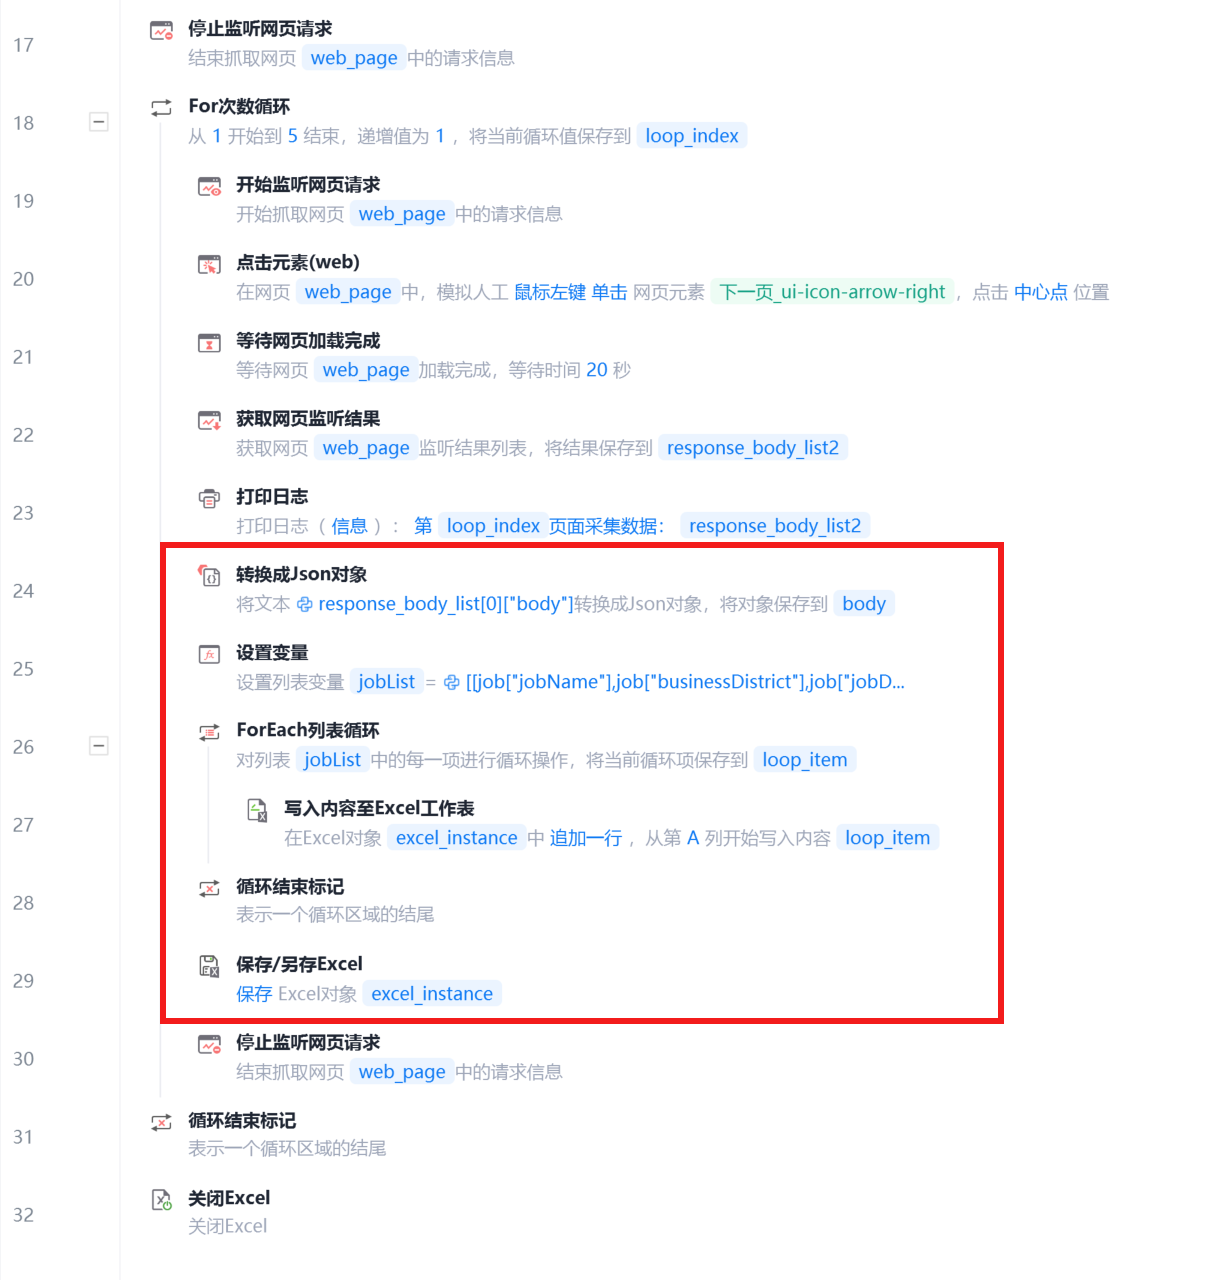 17
停止监听网页请求
结束抓取网页 web_page 中的请求信息
18
For次数循环
从 1 开始到 5 结束，递增值为 1 ，将当前循环值保存到 loop_index
19
开始监听网页请求
开始抓取网页 web_page 中的请求信息
20
点击元素(web)
在网页 web_page 中，模拟人工 鼠标左键 单击 网页元素 下一页_ui-icon-arrow-right ，点击 中心点 位置
21
等待网页加载完成
等待网页 web_page 加载完成，等待时间 20 秒
22
获取网页监听结果
获取网页 web_page 监听结果列表，将结果保存到 response_body_list2
23
打印日志
打印日志（ 信息 ）： 第 loop_index 页面采集数据： response_body_list2
24
转换成Json对象
将文本 response_body_list[0]["body"]转换成Json对象，将对象保存到 body
25
设置变量
设置列表变量 jobList = [[job["jobName"],job["businessDistrict"],job["jobD...
26
ForEach列表循环
对列表 jobList 中的每一项进行循环操作，将当前循环项保存到 loop_item
27
写入内容至Excel工作表
在Excel对象 excel_instance 中 追加一行 ，从第 A 列开始写入内容 loop_item
28
循环结束标记
表示一个循环区域的结尾
29
保存/另存Excel
保存 Excel对象 excel_instance
30
停止监听网页请求
结束抓取网页 web_page 中的请求信息
31
循环结束标记
表示一个循环区域的结尾
32
关闭Excel
关闭Excel